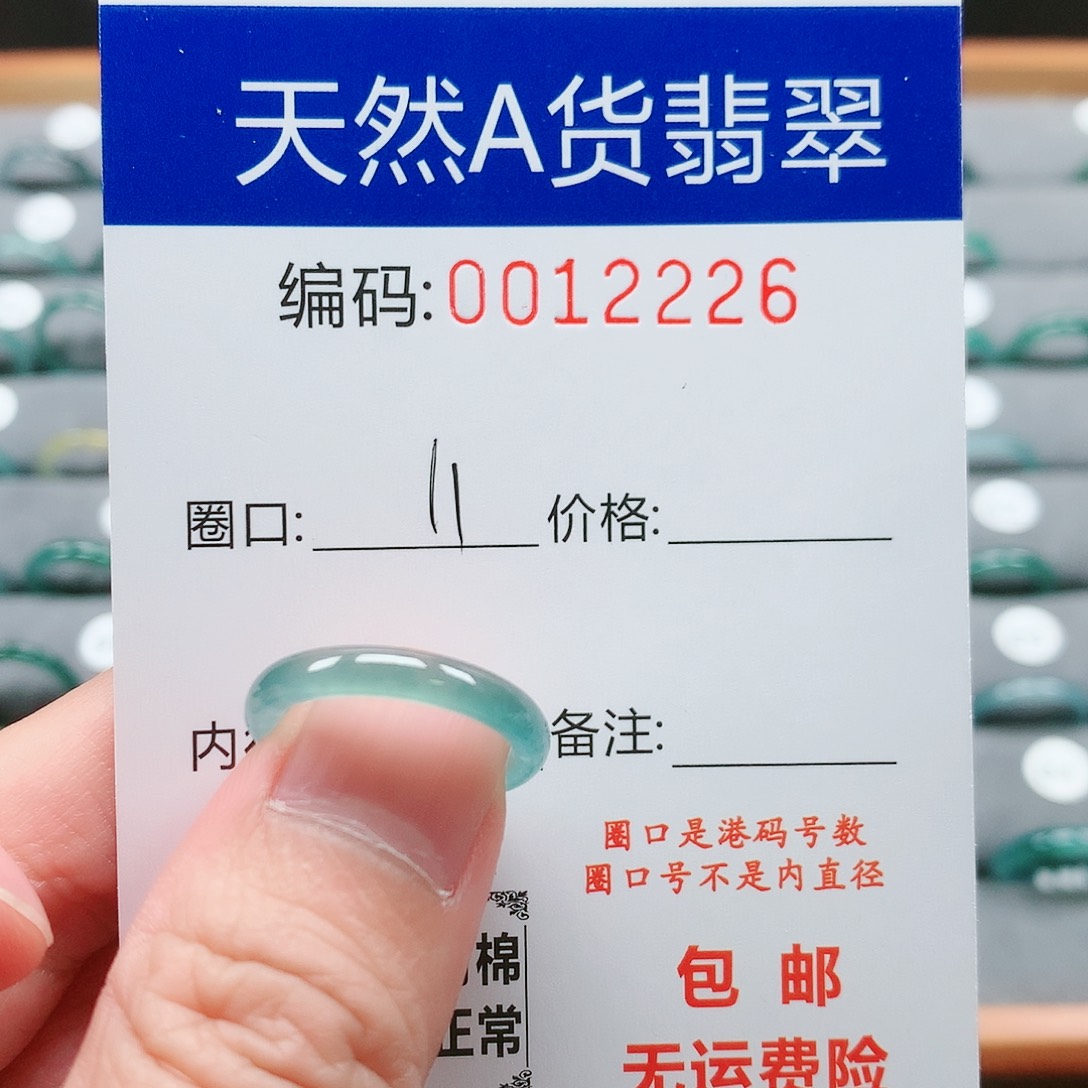 天然A货翡翠
编码:0012226
圈口: 11 价格:
内 备注:
圈口是港码号数
圈口号不是内直径
棉
正常
包 邮
无运费险